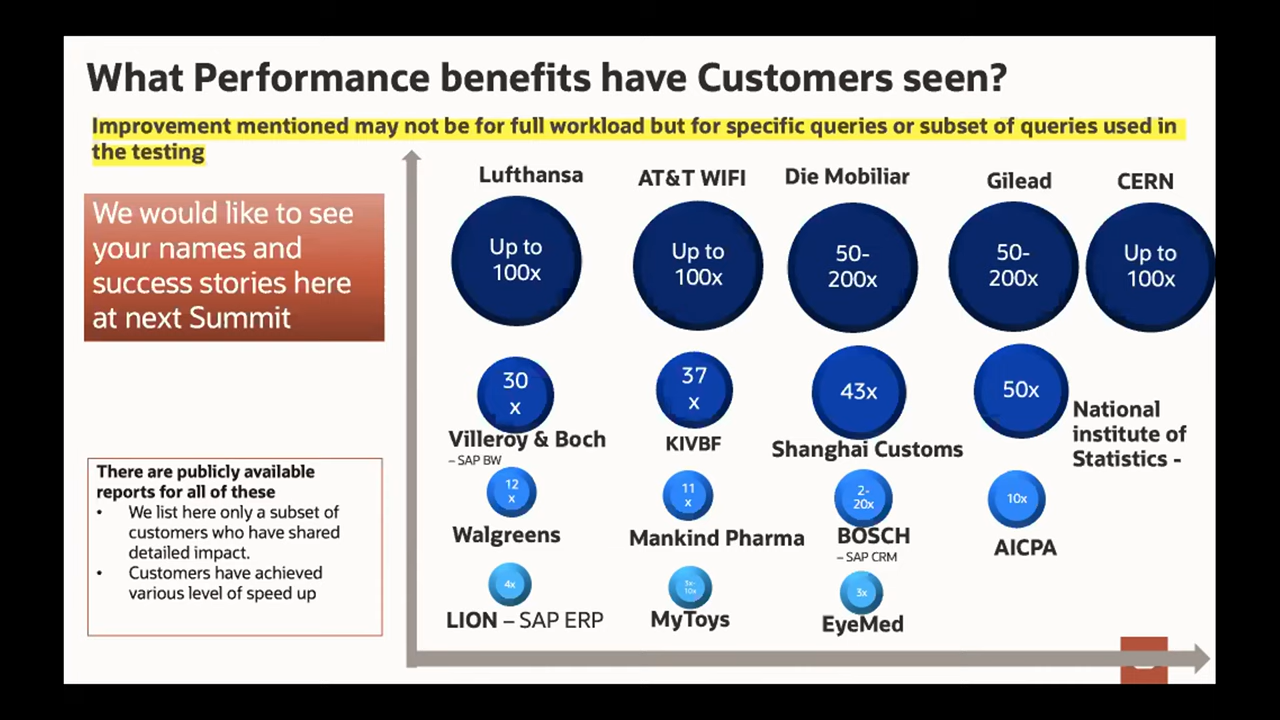 What Performance benefits have Customers seen?
Improvement mentioned may not be for full workload but for specific queries or subset of queries used in
the testing
We would like to see
your names and
success stories here
at next Summit
Lufthansa
AT&T WIFI
Die Mobiliar
Gilead
CERN
Up to
100x
Up to
100x
50-
200x
50-
200x
Up to
100x
30
x
37
x
43x
50x
Villeroy & Boch
– SAP BW
KIVBF
Shanghai Customs
National
institute of
Statistics -
12
x
11
x
2-
20x
10x
Walgreens
Mankind Pharma
BOSCH
– SAP CRM
AICPA
4x
3x-
10x
3x
LION – SAP ERP
MyToys
EyeMed
There are publicly available
reports for all of these
• We list here only a subset of
customers who have shared
detailed impact.
• Customers have achieved
various level of speed up